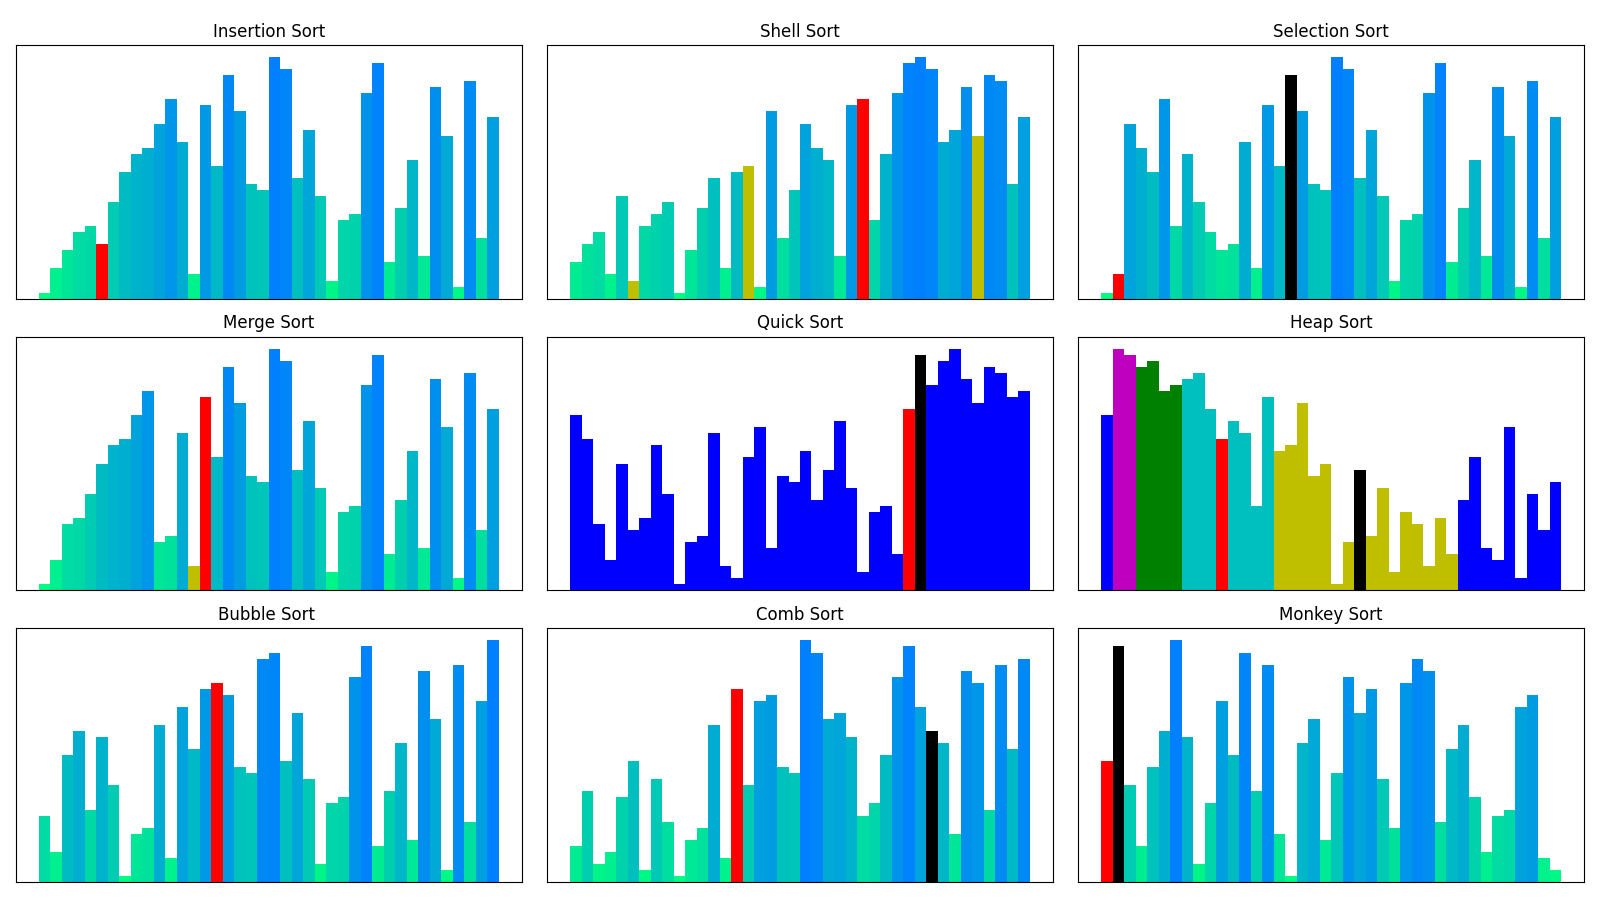 Insertion Sort
Shell Sort
Selection Sort
Merge Sort
Quick Sort
Heap Sort
Bubble Sort
Comb Sort
Monkey Sort